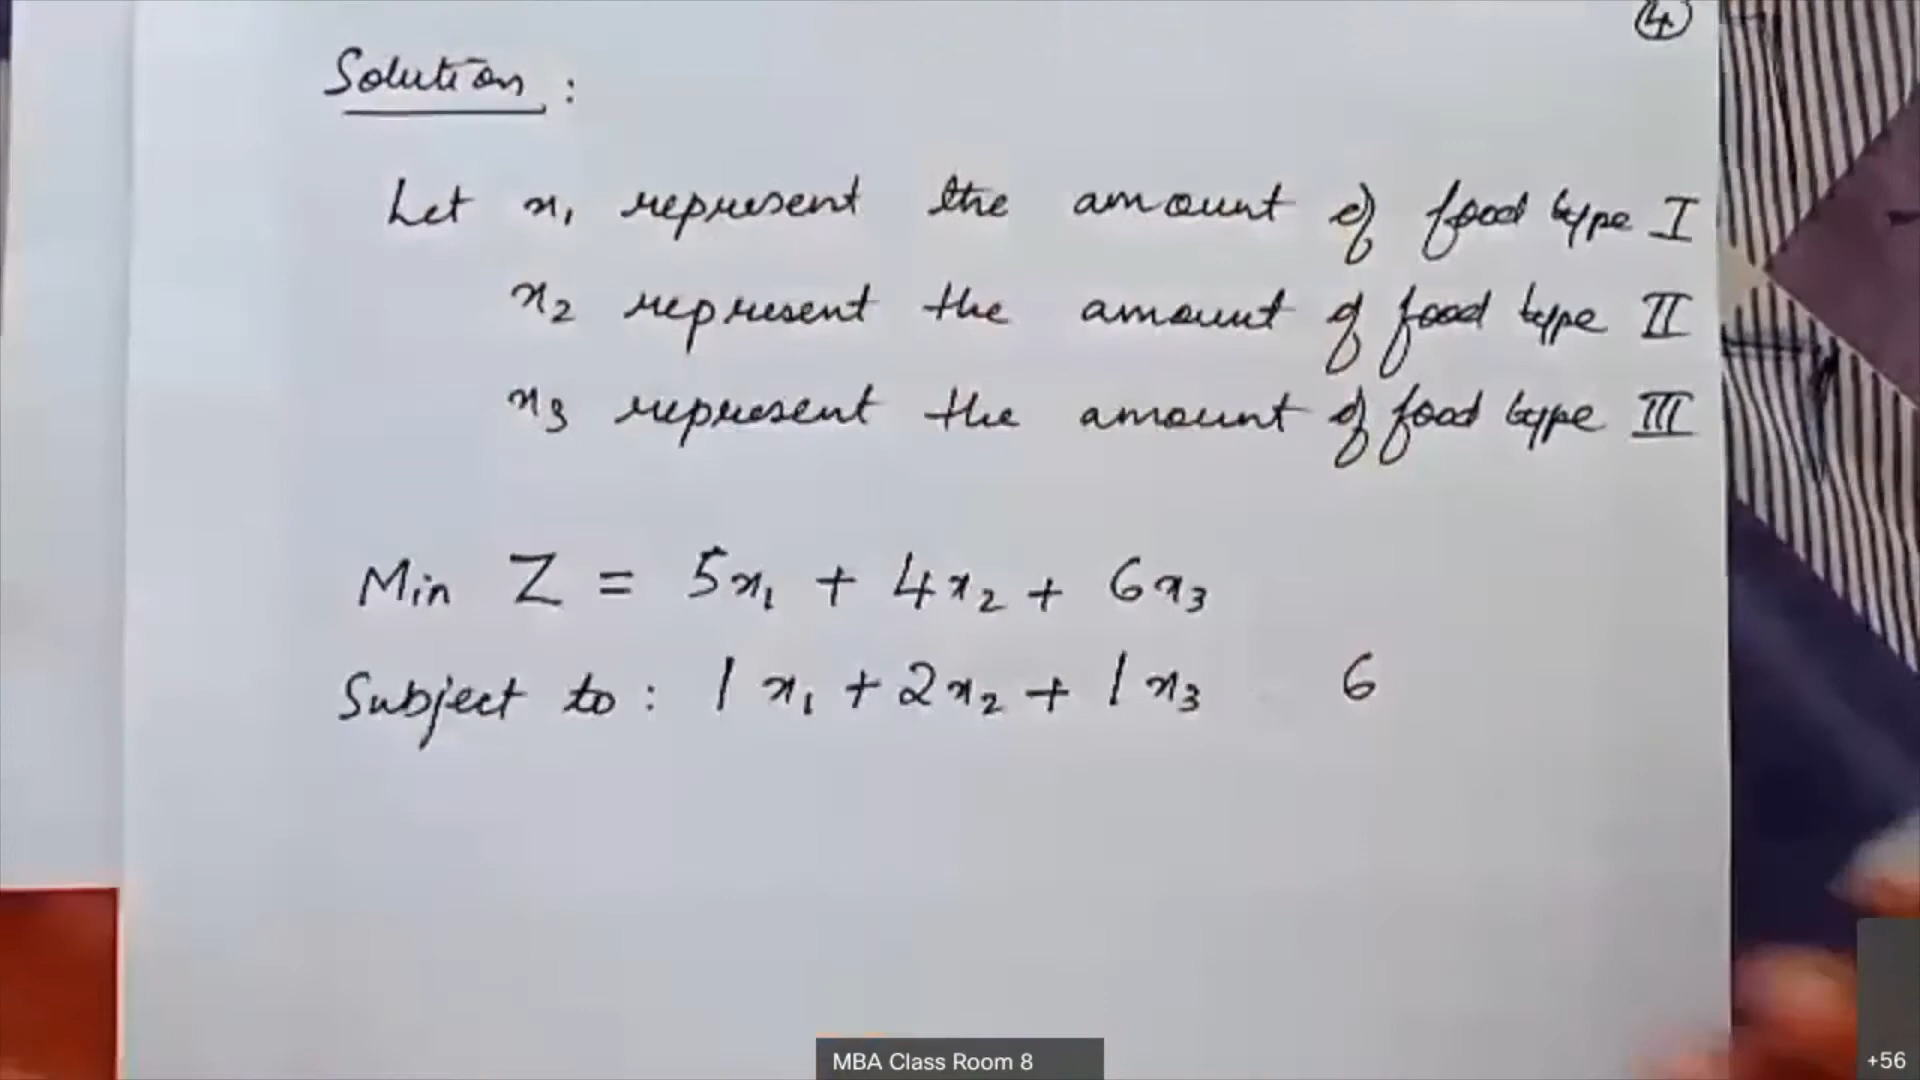 ④
Solution :
Let x₁ represent the amount of food type I
x₂ represent the amount of food type II
x₃ represent the amount of food type III
Min Z = 5x₁ + 4x₂ + 6x₃
Subject to : 1x₁ + 2x₂ + 1x₃ 6
MBA Class Room 8
+56